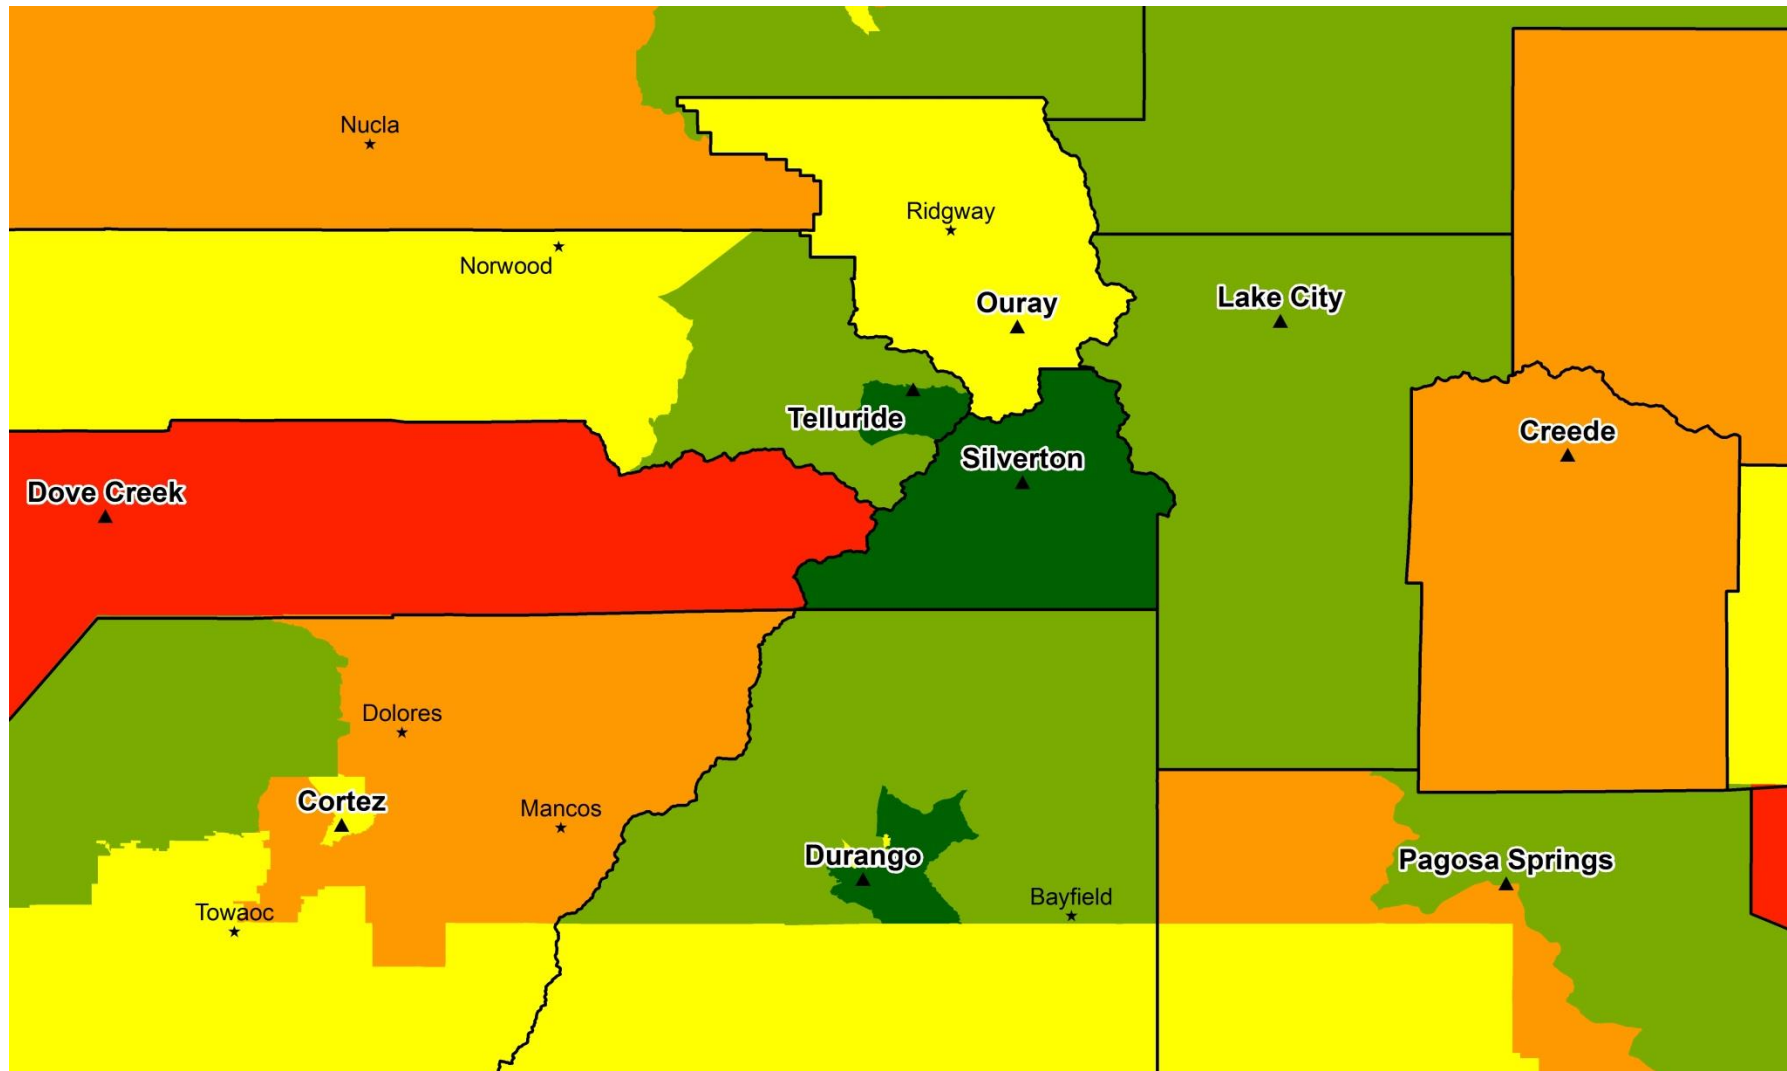 Nucla
Ridgway
Norwood
Ouray
Lake City
Telluride
Creede
Silverton
Dove Creek
Dolores
Cortez
Mancos
Durango
Pagosa Springs
Bayfield
Towaoc